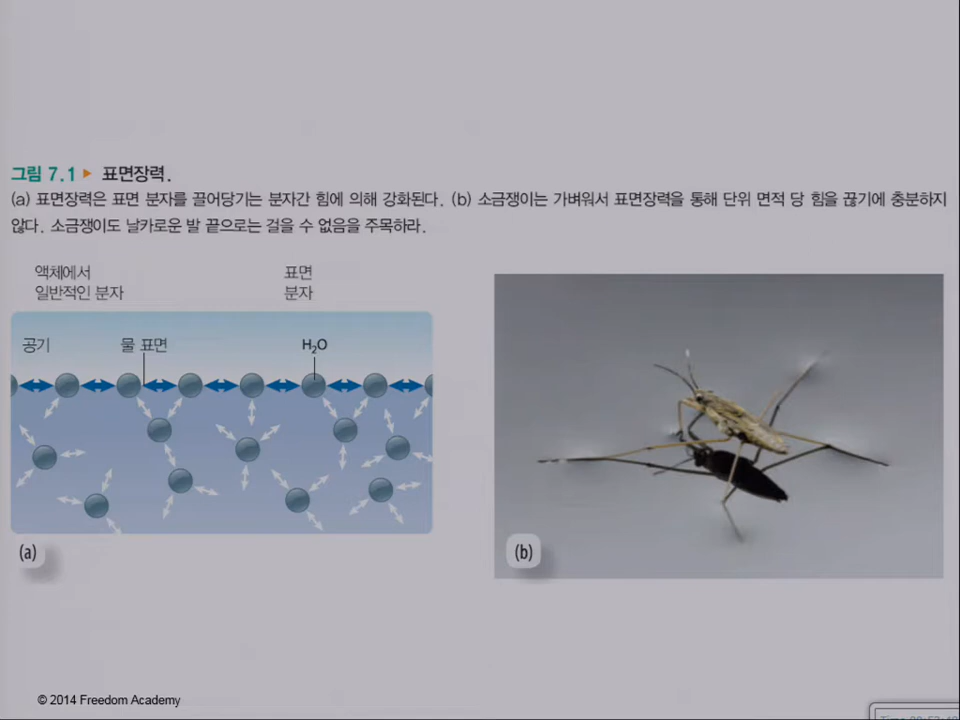 그림 7.1 ▶ 표면장력.
(a) 표면장력은 표면 분자를 끌어당기는 분자간 힘에 의해 강화된다. (b) 소금쟁이는 가벼워서 표면장력을 통해 단위 면적 당 힘을 끊기에 충분하지
않다. 소금쟁이도 날카로운 발 끝으로는 걸을 수 없음을 주목하라.
액체에서
일반적인 분자
표면
분자
공기
물 표면
H₂O
(a)
(b)
© 2014 Freedom Academy